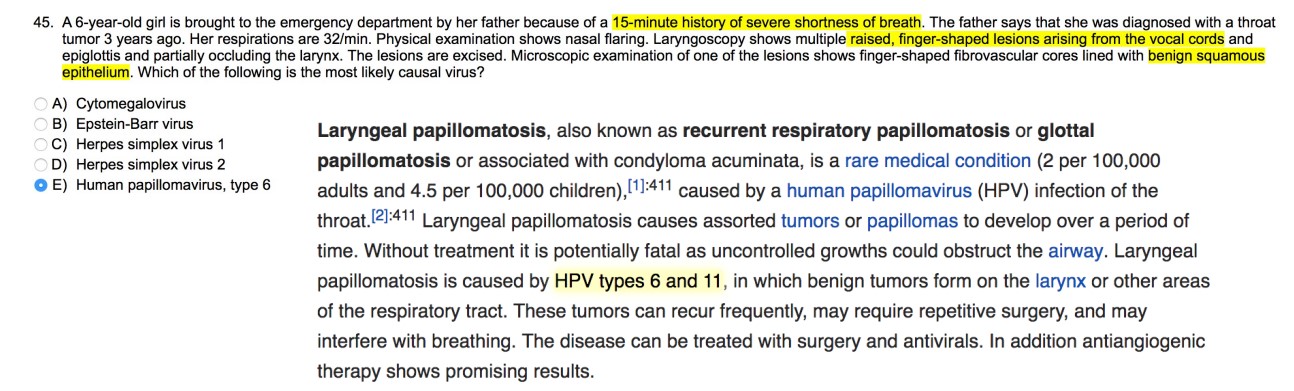 45. A 6-year-old girl is brought to the emergency department by her father because of a 15-minute history of severe shortness of breath. The father says that she was diagnosed with a throat
tumor 3 years ago. Her respirations are 32/min. Physical examination shows nasal flaring. Laryngoscopy shows multiple raised, finger-shaped lesions arising from the vocal cords and
epiglottis and partially occluding the larynx. The lesions are excised. Microscopic examination of one of the lesions shows finger-shaped fibrovascular cores lined with benign squamous
epithelium. Which of the following is the most likely causal virus?
A) Cytomegalovirus
B) Epstein-Barr virus
C) Herpes simplex virus 1
D) Herpes simplex virus 2
E) Human papillomavirus, type 6
Laryngeal papillomatosis, also known as recurrent respiratory papillomatosis or glottal
papillomatosis or associated with condyloma acuminata, is a rare medical condition (2 per 100,000
adults and 4.5 per 100,000 children),[1]:411 caused by a human papillomavirus (HPV) infection of the
throat.[2]:411 Laryngeal papillomatosis causes assorted tumors or papillomas to develop over a period of
time. Without treatment it is potentially fatal as uncontrolled growths could obstruct the airway. Laryngeal
papillomatosis is caused by HPV types 6 and 11, in which benign tumors form on the larynx or other areas
of the respiratory tract. These tumors can recur frequently, may require repetitive surgery, and may
interfere with breathing. The disease can be treated with surgery and antivirals. In addition antiangiogenic
therapy shows promising results.